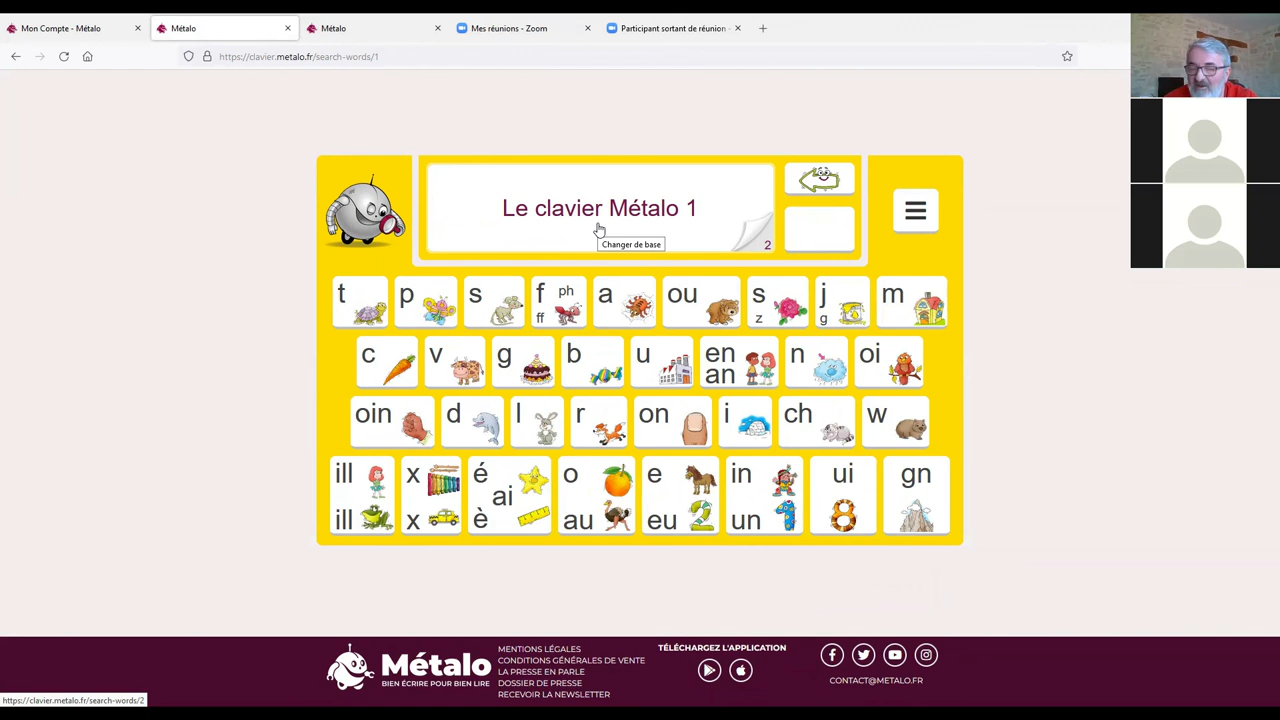 Mon Compte - Métalo
Métalo
Métalo
Mes réunions - Zoom
Participant sortant de réunion -
https://clavier.metalo.fr/search-words/1
Le clavier Métalo 1
Changer de base
2
t
p
s
f ph
ff
a
ou
s
z
j
g
m
c
v
g
b
u
en
an
n
oi
oin
d
l
r
on
i
ch
w
ill
ill
x
x
é
ai
è
o
au
e
eu
2
in
un
1
ui
8
gn
Métalo
BIEN ÉCRIRE POUR BIEN LIRE
MENTIONS LÉGALES
CONDITIONS GÉNÉRALES DE VENTE
LA PRESSE EN PARLE
DOSSIER DE PRESSE
RECEVOIR LA NEWSLETTER
TÉLÉCHARGEZ L'APPLICATION
CONTACT@METALO.FR
https://clavier.metalo.fr/search-words/2